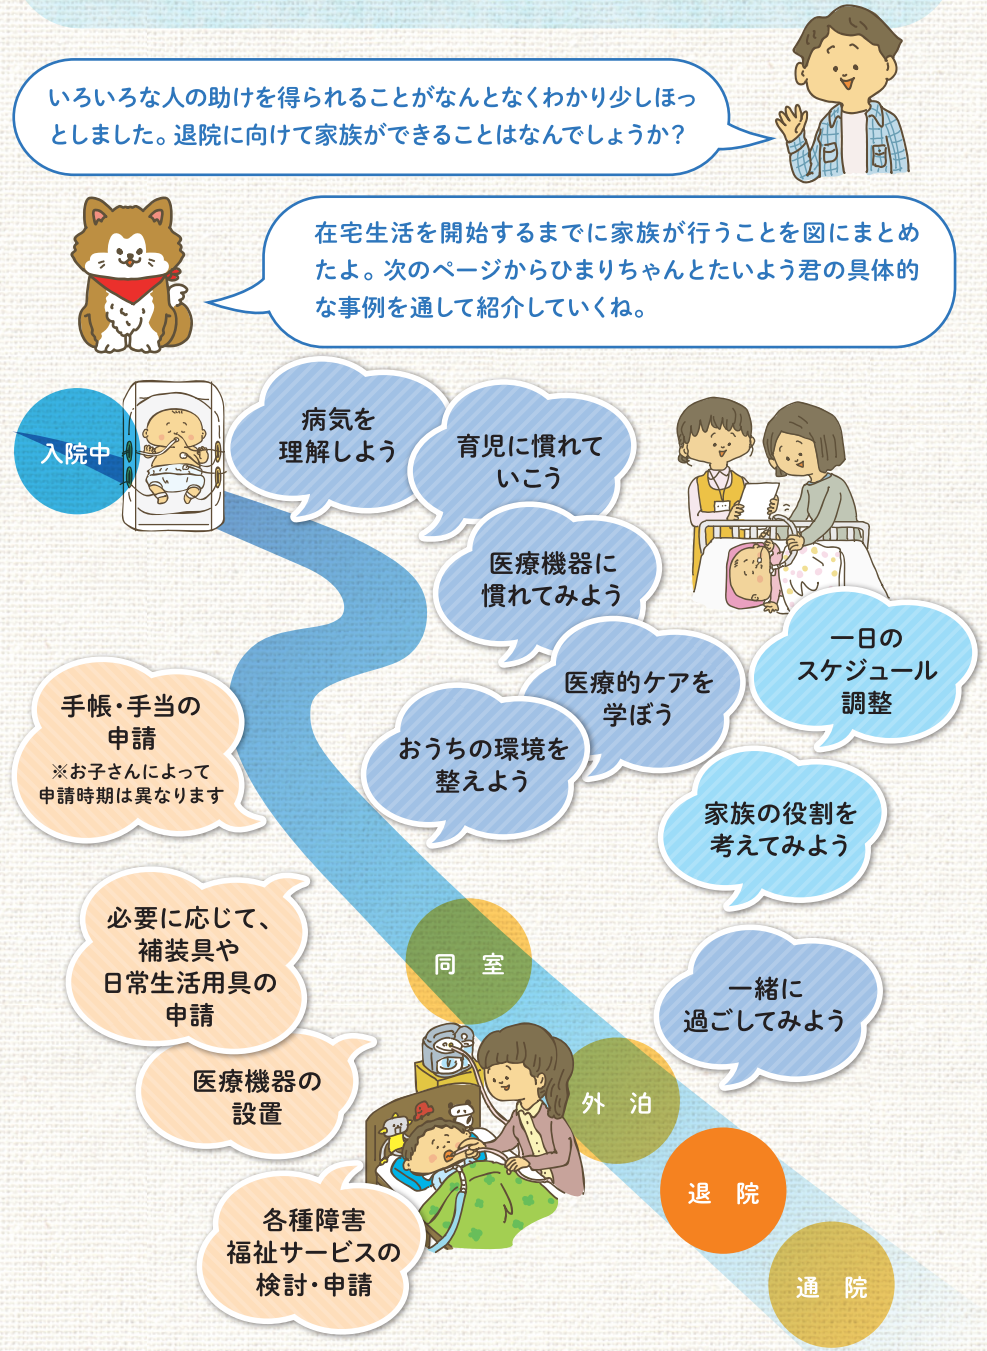 いろいろな人の助けを得られることがなんとなくわかり少しほっ
としました。退院に向けて家族ができることはなんでしょうか？
在宅生活を開始するまでに家族が行うことを図にまとめ
たよ。次のページからひまりちゃんとたいよう君の具体的
な事例を通して紹介していくね。
入院中
病気を
理解しよう
育児に慣れて
いこう
医療機器に
慣れてみよう
医療的ケアを
学ぼう
おうちの環境を
整えよう
一日の
スケジュール
調整
家族の役割を
考えてみよう
手帳・手当の
申請
※お子さんによって
申請時期は異なります
必要に応じて、
補装具や
日常生活用具の
申請
医療機器の
設置
各種障害
福祉サービスの
検討・申請
同　室
一緒に
過ごしてみよう
外　泊
退　院
通　院